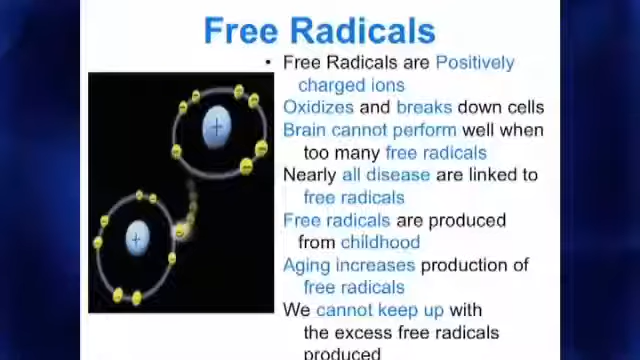 Free Radicals
• Free Radicals are Positively
charged ions
Oxidizes and breaks down cells
Brain cannot perform well when
too many free radicals
Nearly all disease are linked to
free radicals
Free radicals are produced
from childhood
Aging increases production of
free radicals
We cannot keep up with
the excess free radicals
produced